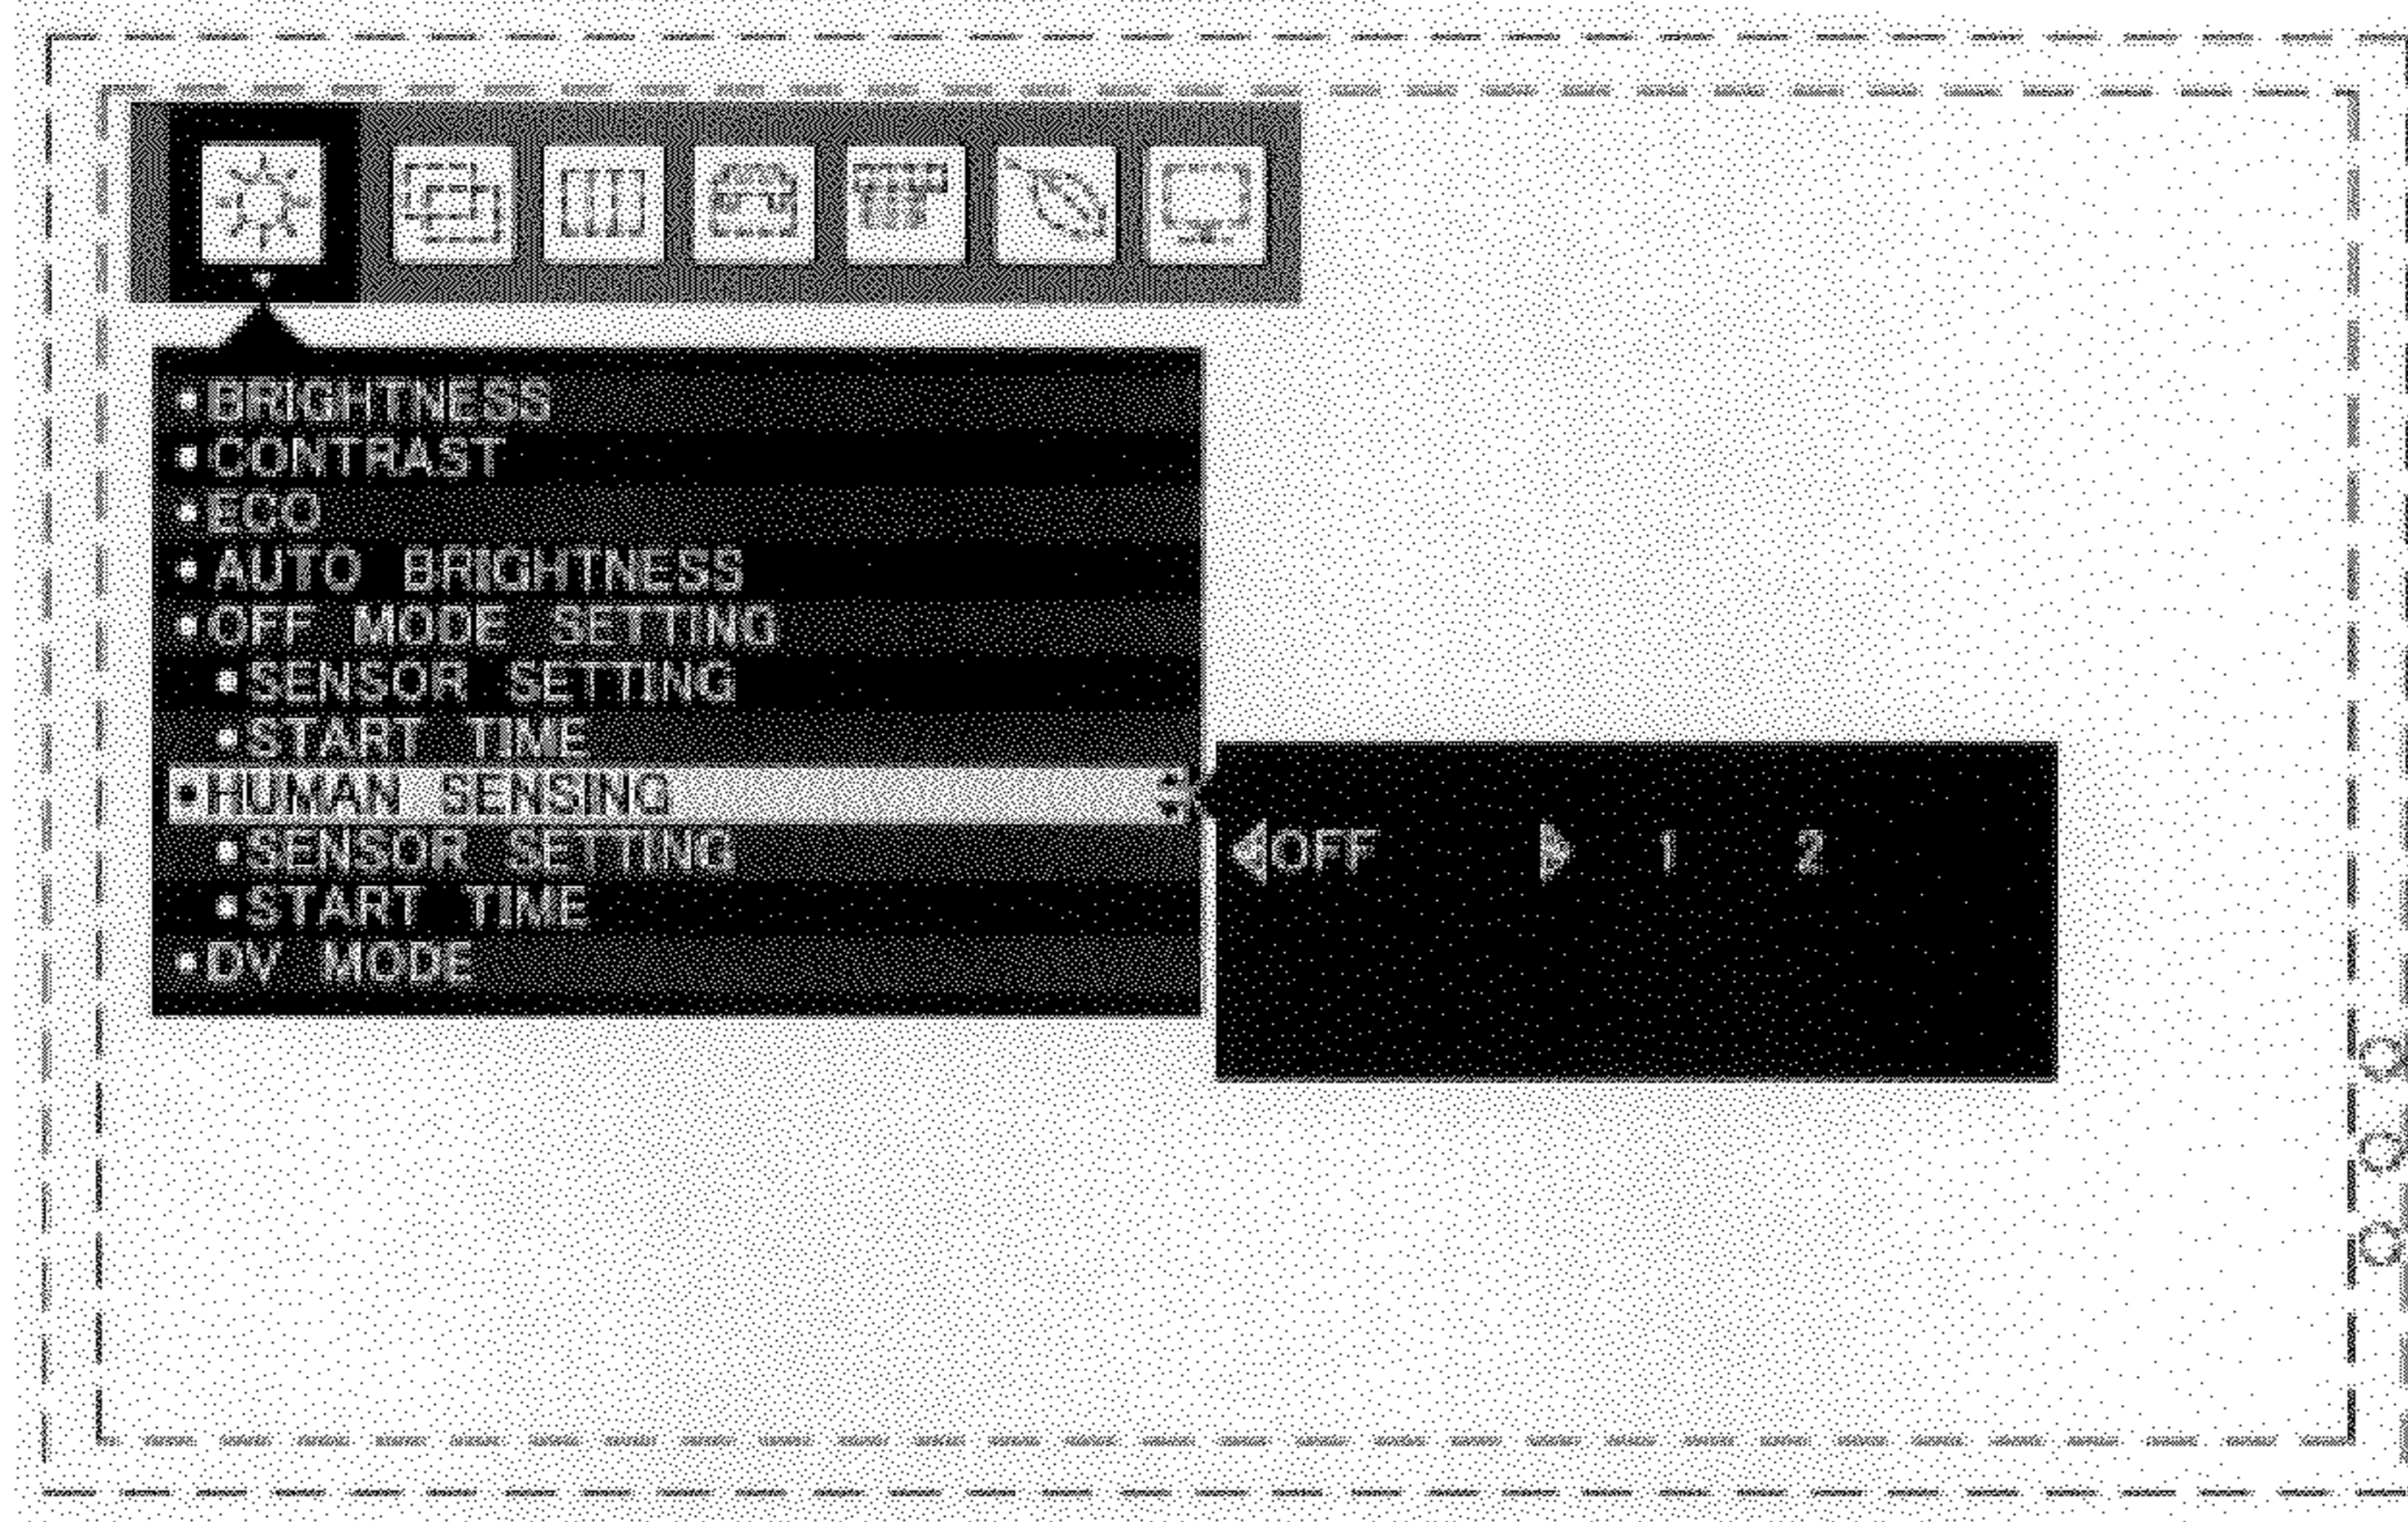 BRIGHTNESS
CONTRAST
ECO
AUTO BRIGHTNESS
OFF MODE SETTING
SENSOR SETTING
START TIME
HUMAN SENSING
OFF 1 2
SENSOR SETTING
START TIME
DV MODE